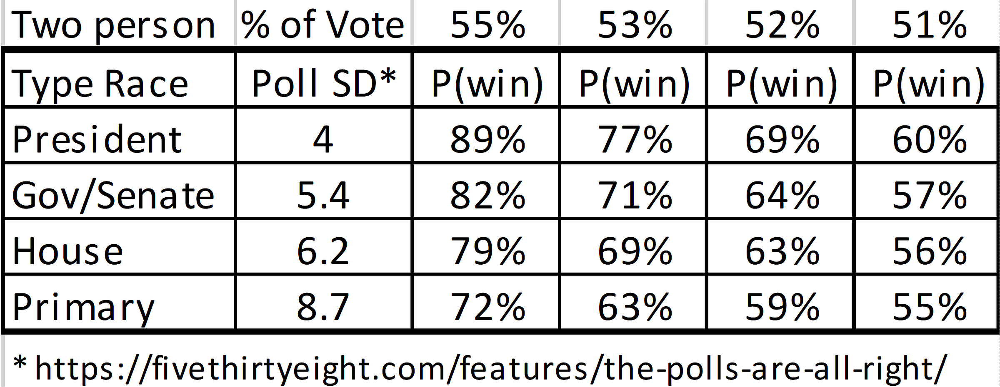 Two person % of Vote 55% 53% 52% 51%
Type Race Poll SD* P(win) P(win) P(win) P(win)
President 4 89% 77% 69% 60%
Gov/Senate 5.4 82% 71% 64% 57%
House 6.2 79% 69% 63% 56%
Primary 8.7 72% 63% 59% 55%
* https://fivethirtyeight.com/features/the-polls-are-all-right/